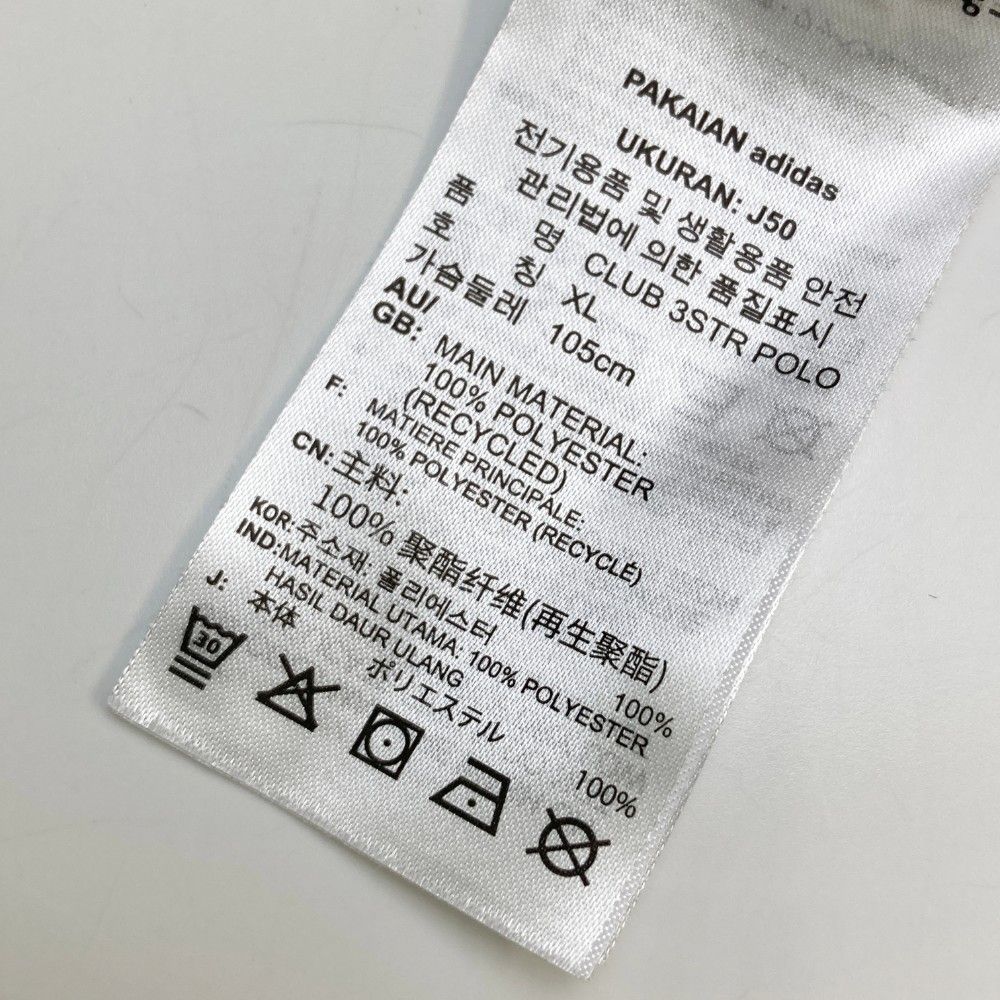 PAKAIAN adidas
UKURAN: J50
전기용품 및 생활용품 안전
관리법에 의한 품질표시
품 명 CLUB 3STR POLO
호 칭 XL
가슴둘레 105cm
AU/
GB: MAIN MATERIAL:
100% POLYESTER
(RECYCLED)
F: MATIERE PRINCIPALE:
100% POLYESTER (RECYCLÉ)
CN: 主料:
100% 聚酯纤维(再生聚酯)
KOR: 주소재: 폴리에스터 100%
IND: MATERIAL UTAMA: 100% POLYESTER
HASIL DAUR ULANG
J: 本体
ポリエステル 100%
30